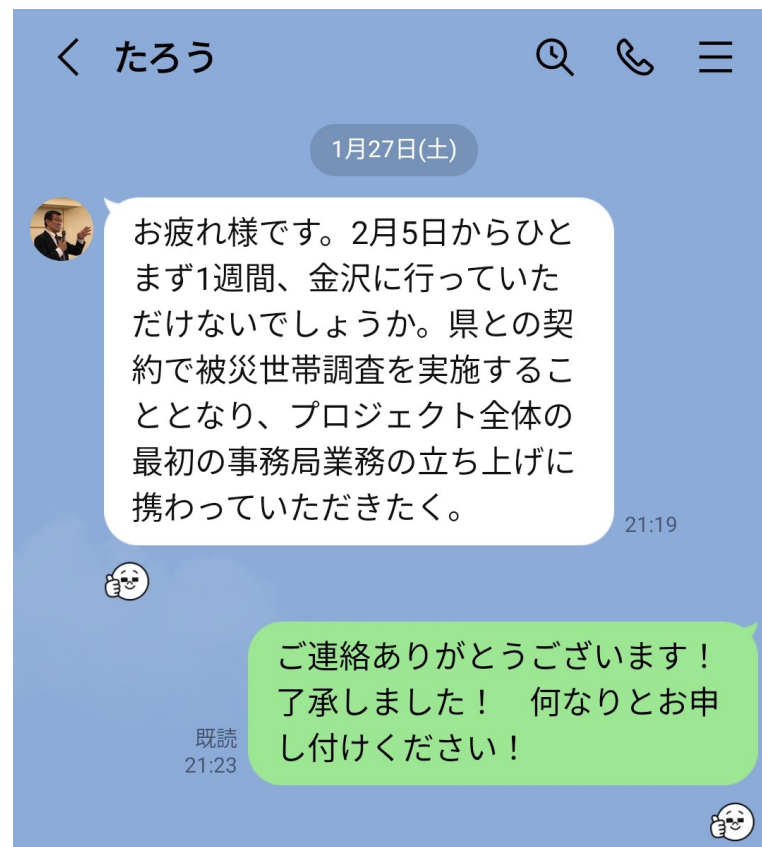 たろう
1月27日(土)
お疲れ様です。2月5日からひと
まず1週間、金沢に行っていた
だけないでしょうか。県との契
約で被災世帯調査を実施するこ
ととなり、プロジェクト全体の
最初の事務局業務の立ち上げに
携わっていただきたく。
21:19
ご連絡ありがとうございます！
了承しました！　何なりとお申
し付けください！
既読
21:23